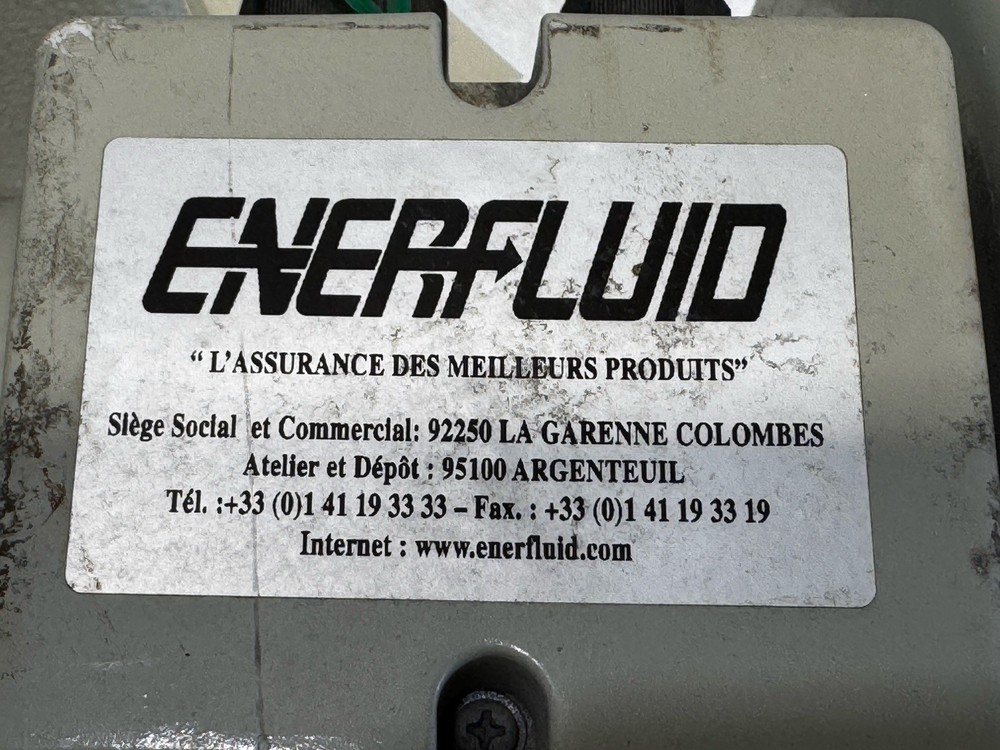 ENERFLUID
“ L’ASSURANCE DES MEILLEURS PRODUITS”
Siège Social et Commercial: 92250 LA GARENNE COLOMBES
Atelier et Dépôt : 95100 ARGENTEUIL
Tél. :+33 (0)1 41 19 33 33 – Fax. : +33 (0)1 41 19 33 19
Internet : www.enerfluid.com